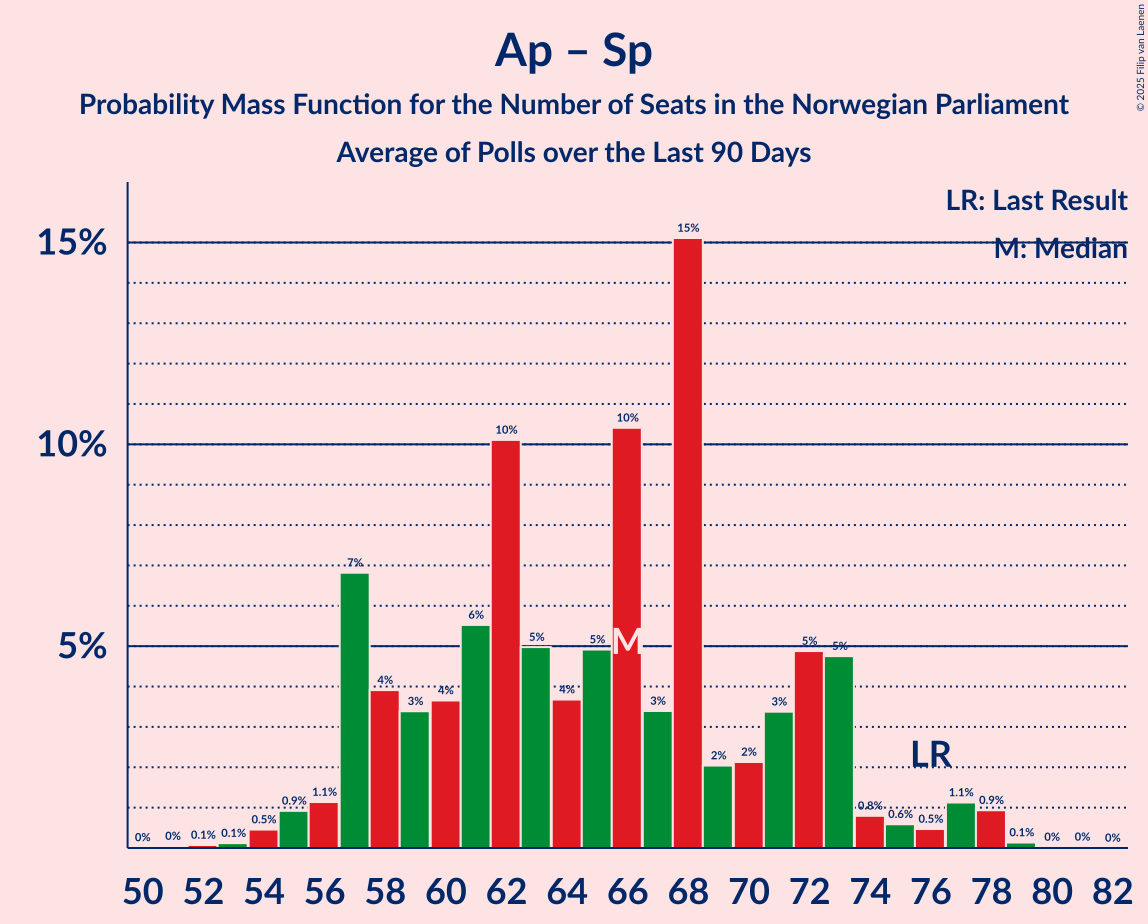 Ap – Sp
Probability Mass Function for the Number of Seats in the Norwegian Parliament
Average of Polls over the Last 90 Days
© 2025 Filip van Laenen
LR: Last Result
M: Median
15%
10%
5%
0% 0% 0.1% 0.1% 0.5% 0.9% 1.1% 7% 4% 3% 4% 6% 10% 5% 4% 5% 10% 3% 15% 2% 2% 3% 5% 5% 0.8% 0.6% 0.5% 1.1% 0.9% 0.1% 0% 0% 0%
M
LR
50 52 54 56 58 60 62 64 66 68 70 72 74 76 78 80 82